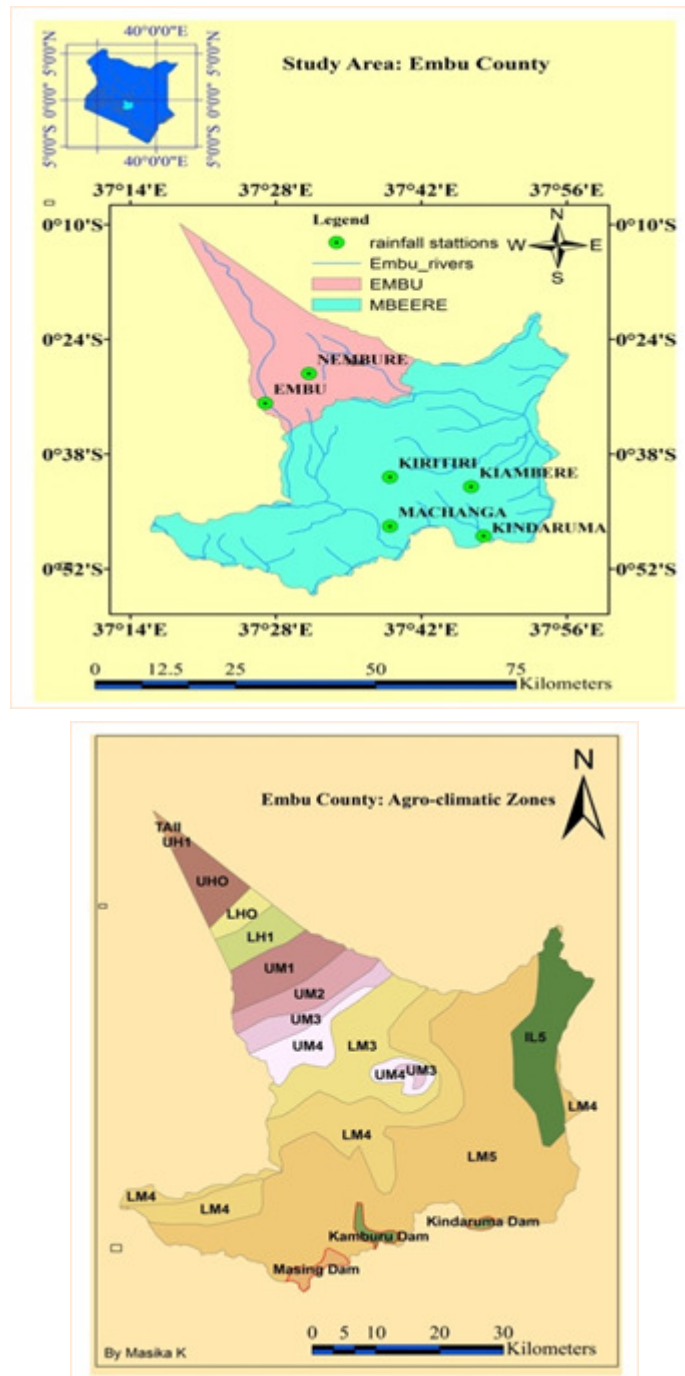 40°0'0"E
5°0'0"S 0°0'0" 5°0'0"N
5°0'0"S 0°0'0" 5°0'0"N
40°0'0"E
Study Area: Embu County
37°14'E 37°28'E 37°42'E 37°56'E
0°10'S 0°10'S
Legend
rainfall stattions
Embu_rivers
EMBU
MBEERE
N
W E
S
0°24'S 0°24'S
NEMBURE
EMBU
0°38'S 0°38'S
KIRITIRI
KIAMBERE
MACHANGA
KINDARUMA
0°52'S 0°52'S
37°14'E 37°28'E 37°42'E 37°56'E
0 12.5 25 50 75
Kilometers
N
Embu County: Agro-climatic Zones
TAII
UH1
UHO
LHO
LH1
UM1
UM2
UM3
UM4
LM3
UM4 UM3
IL5
LM4
LM4
LM5
LM4
LM4
Kindaruma Dam
Kamburu Dam
Masing Dam
0 5 10 20 30
Kilometers
By Masika K